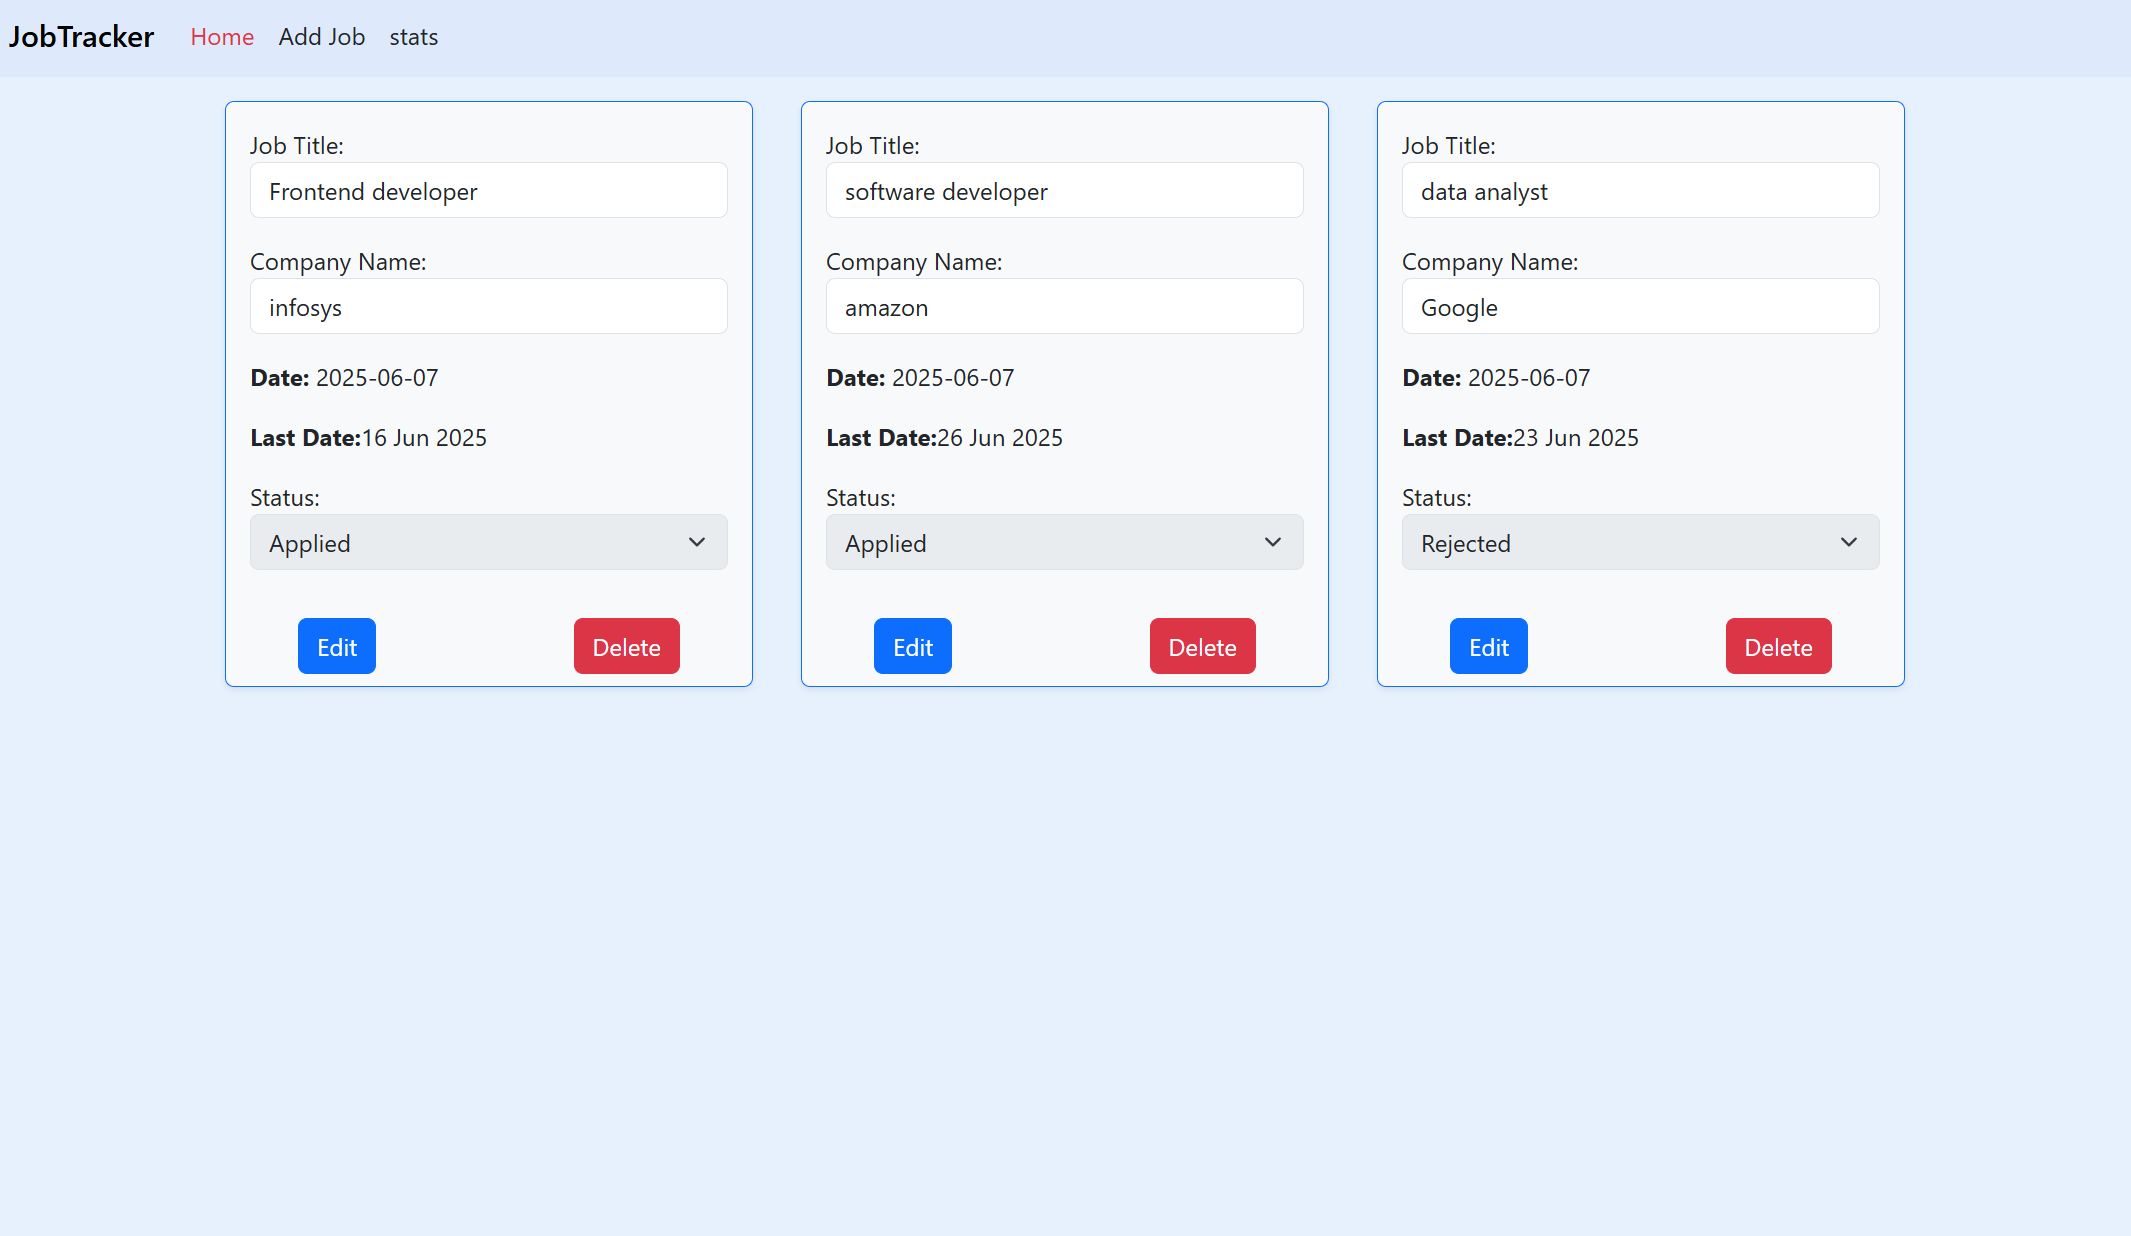 JobTracker Home Add Job stats
Job Title:
Frontend developer
Company Name:
infosys
Date: 2025-06-07
Last Date:16 Jun 2025
Status:
Applied
Edit Delete
Job Title:
software developer
Company Name:
amazon
Date: 2025-06-07
Last Date:26 Jun 2025
Status:
Applied
Edit Delete
Job Title:
data analyst
Company Name:
Google
Date: 2025-06-07
Last Date:23 Jun 2025
Status:
Rejected
Edit Delete